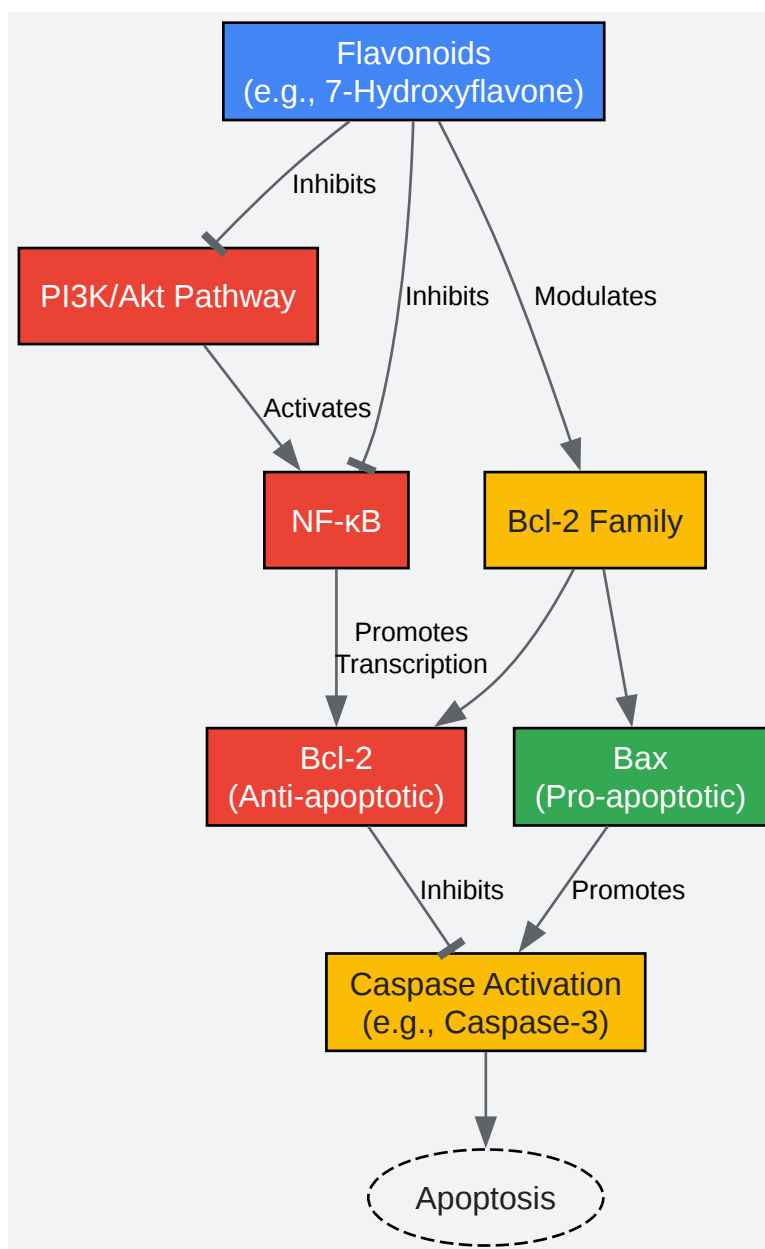 Flavonoids
(e.g., 7-Hydroxyflavone)
Inhibits
PI3K/Akt Pathway
Inhibits
Modulates
Activates
NF-κB
Bcl-2 Family
Promotes
Transcription
Bcl-2
(Anti-apoptotic)
Bax
(Pro-apoptotic)
Inhibits
Promotes
Caspase Activation
(e.g., Caspase-3)
Apoptosis